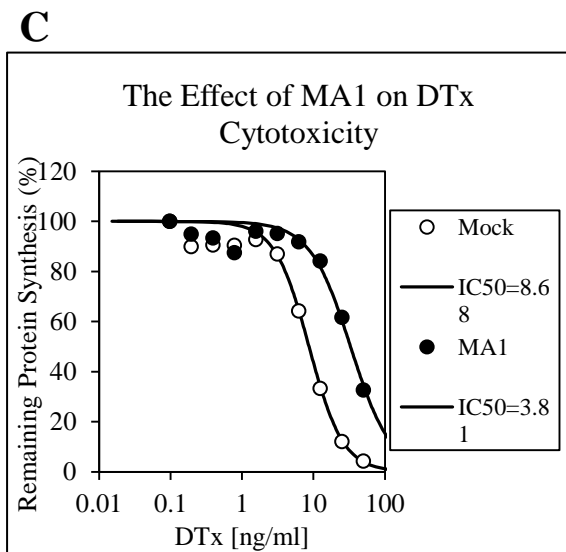 C
The Effect of MA1 on DTx
Cytotoxicity
Remaining Protein Synthesis (%)
120
100
80
60
40
20
0
0.01
0.1
1
10
100
DTx [ng/ml]
Mock
IC50=8.6
8
MA1
IC50=3.8
1